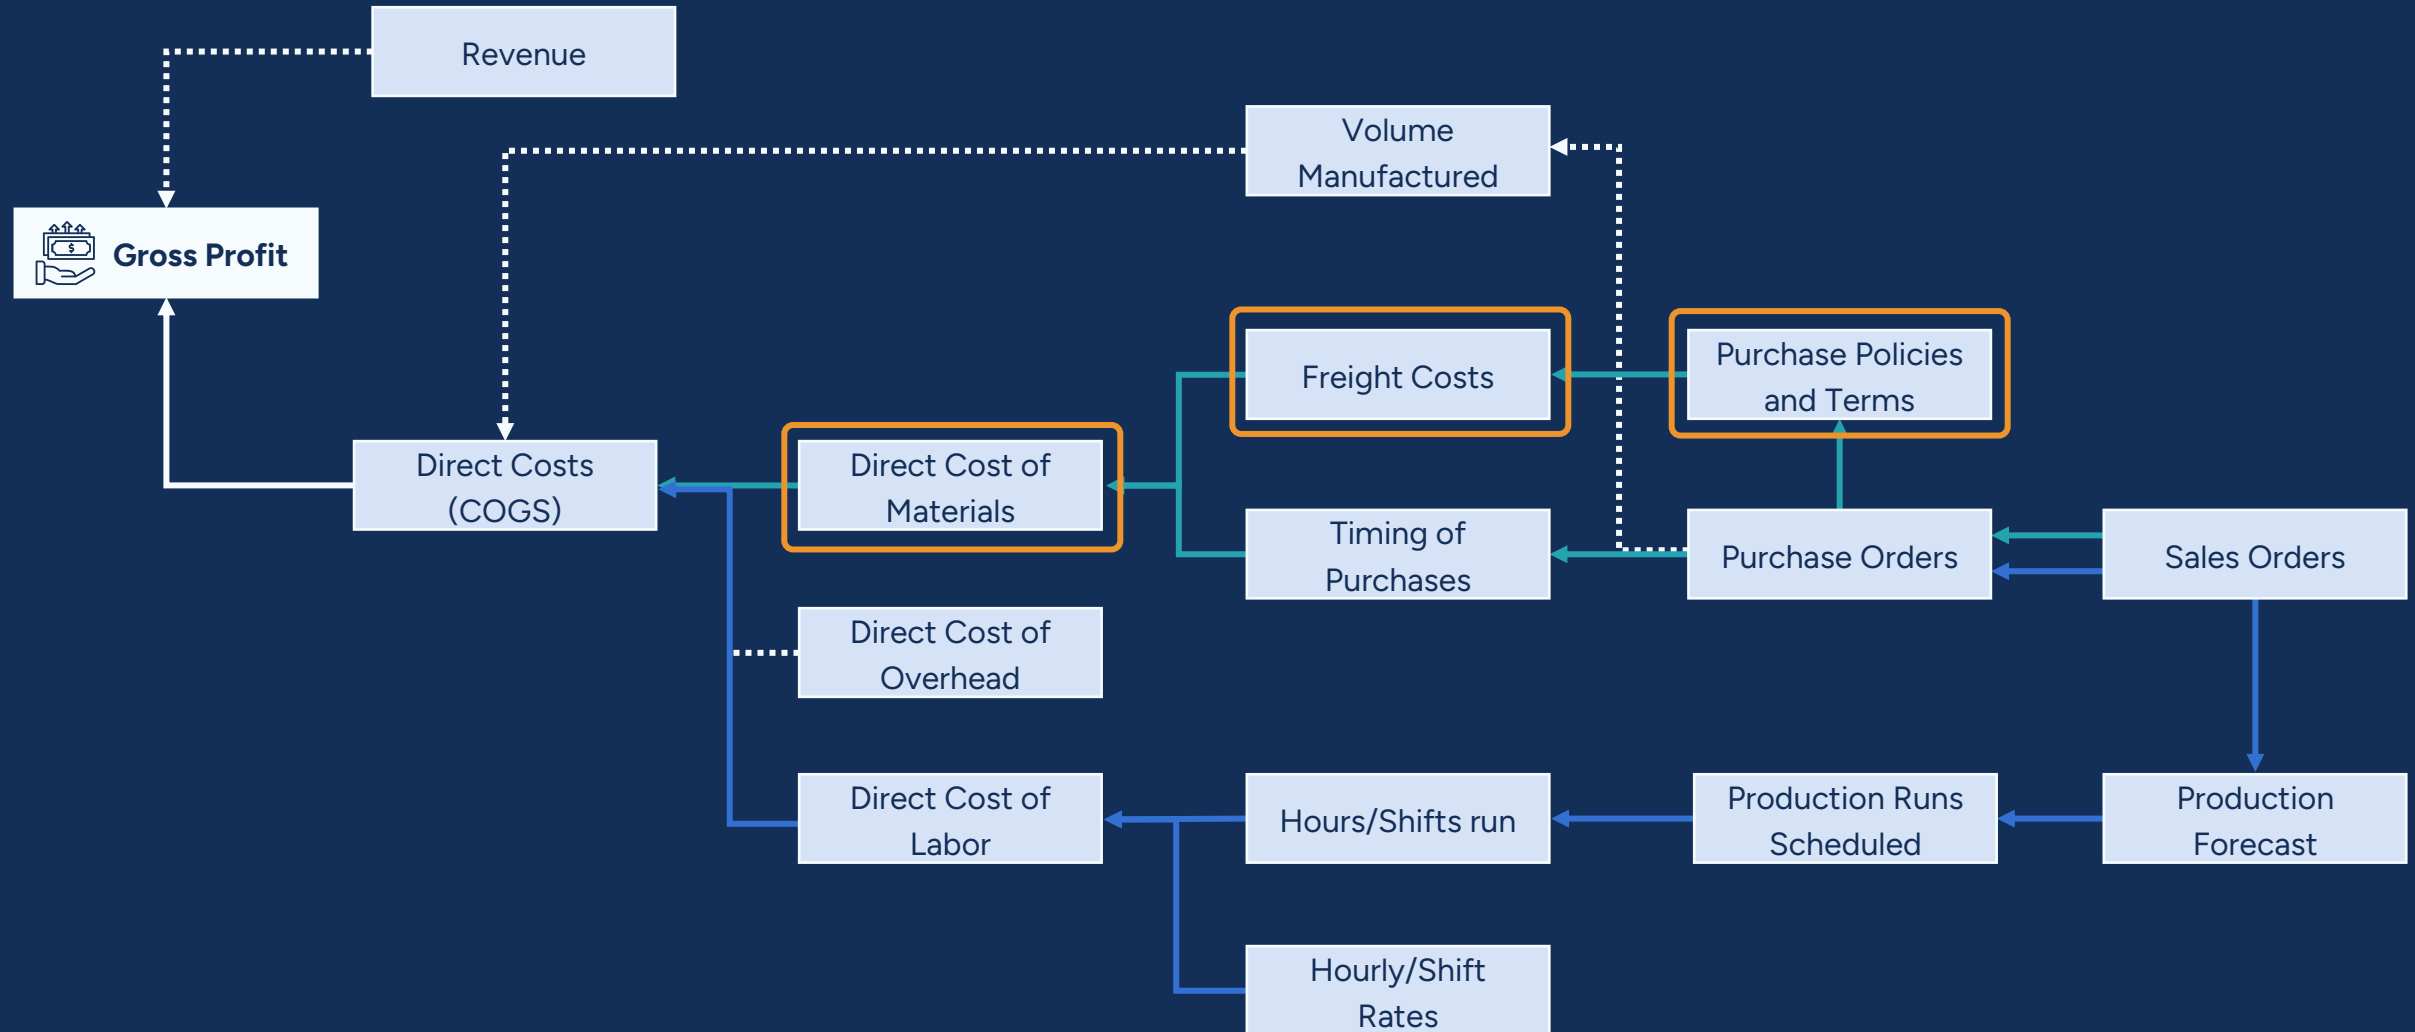 Revenue
Volume
Manufactured
$
Gross Profit
Freight Costs
Purchase Policies
and Terms
Direct Costs
(COGS)
Direct Cost of
Materials
Timing of
Purchases
Purchase Orders
Sales Orders
Direct Cost of
Overhead
Direct Cost of
Labor
Hours/Shifts run
Production Runs
Scheduled
Production
Forecast
Hourly/Shift
Rates